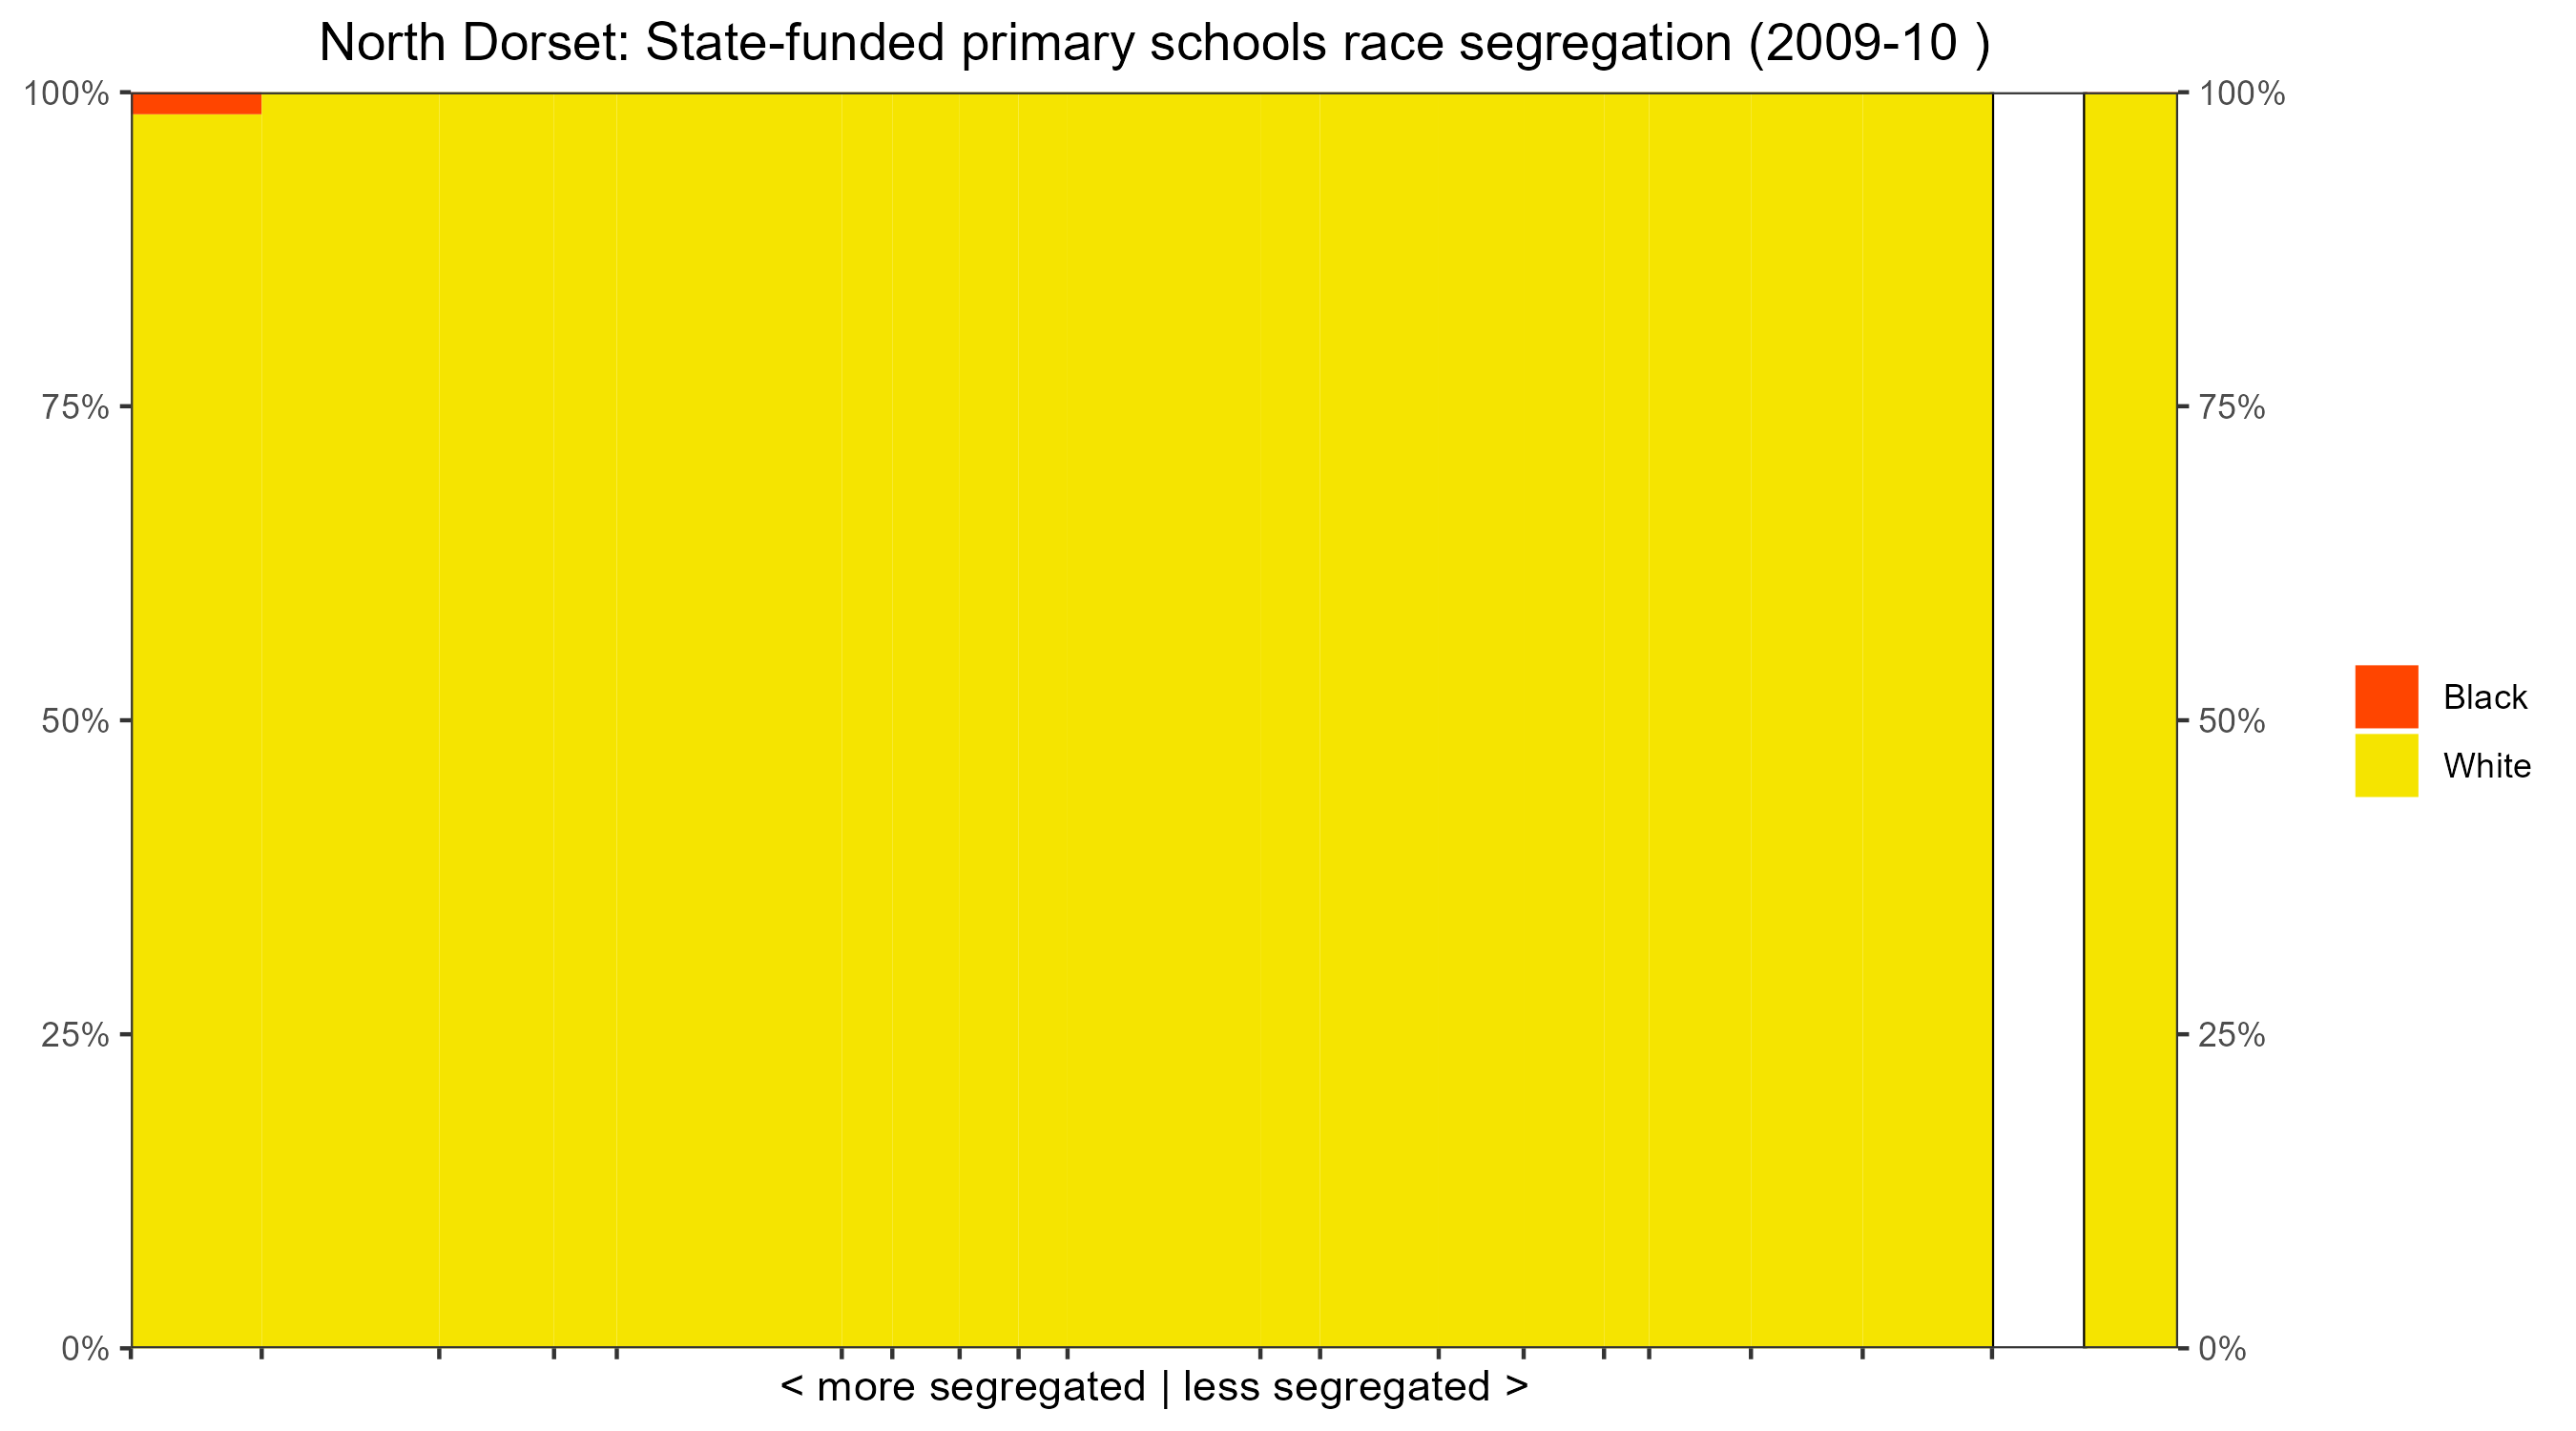 North Dorset: State-funded primary schools race segregation (2009-10 )
100%
75%
50%
25%
0%
100%
75%
50%
25%
0%
Black
White
< more segregated | less segregated >